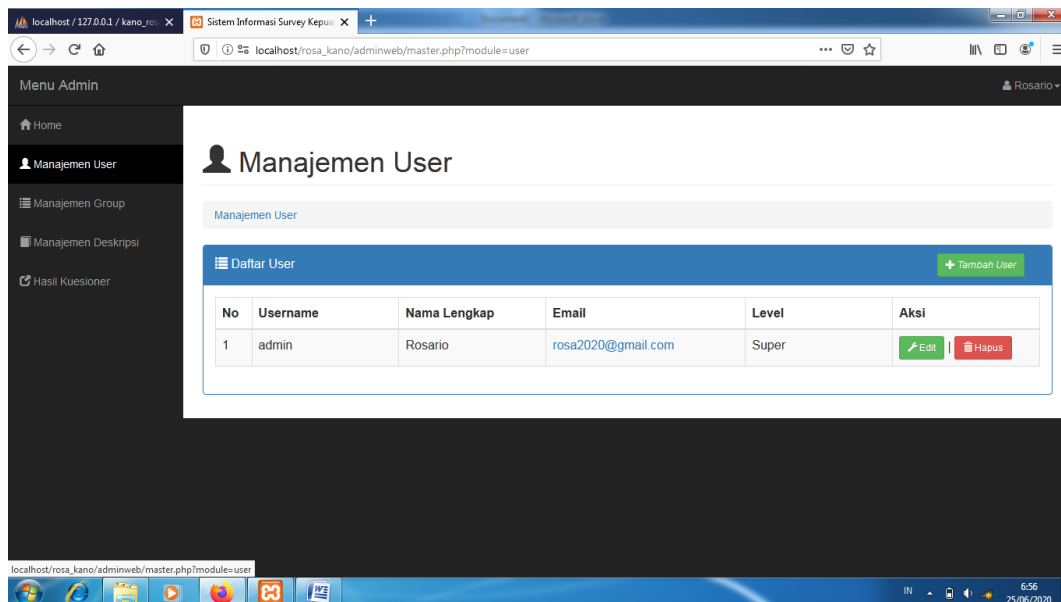 localhost / 127.0.0.1 / kano_ros
Sistem Informasi Survey Kepua
localhost/rosa_kano/adminweb/master.php?module=user
Menu Admin
Rosario
Home
Manajemen User
Manajemen Group
Manajemen Deskripsi
Hasil Kuesioner
Manajemen User
Manajemen User
Daftar User
Tambah User
No Username Nama Lengkap Email Level Aksi
1 admin Rosario rosa2020@gmail.com Super Edit | Hapus
localhost/rosa_kano/adminweb/master.php?module=user
IN
6:56
25/06/2020